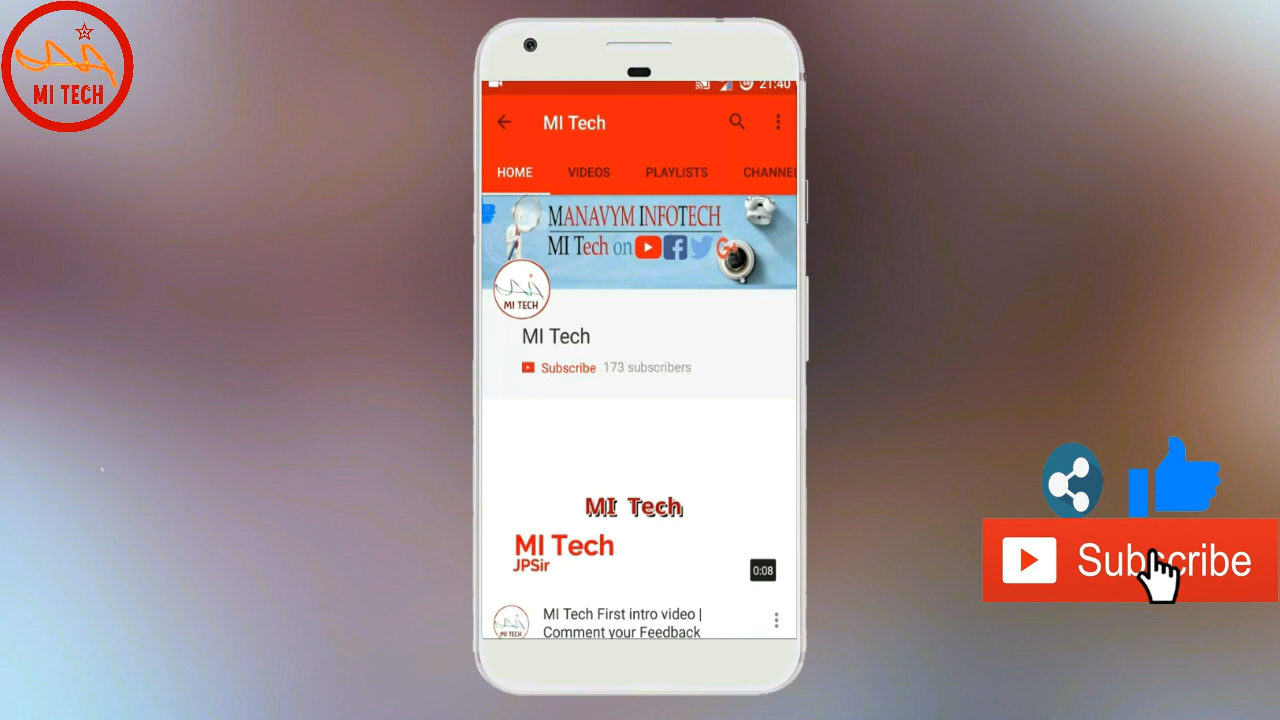 MI TECH
21:40
MI Tech
HOME VIDEOS PLAYLISTS CHANNEL
MANAVYM INFOTECH
MI Tech on
MI TECH
MI Tech
Subscribe 173 subscribers
MI Tech
MI Tech
JPSir
0:08
MI TECH
MI Tech First intro video |
Comment your Feedback
Subscribe